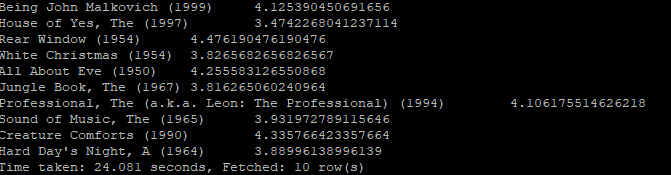 Being John Malkovich (1999) 4.125390450691656
House of Yes, The (1997) 3.4742268041237114
Rear Window (1954) 4.476190476190476
White Christmas (1954) 3.8265682656826567
All About Eve (1950) 4.255583126550868
Jungle Book, The (1967) 3.816265060240964
Professional, The (a.k.a. Leon: The Professional) (1994) 4.106175514626218
Sound of Music, The (1965) 3.931972789115646
Creature Comforts (1990) 4.335766423357664
Hard Day's Night, A (1964) 3.88996138996139
Time taken: 24.081 seconds, Fetched: 10 row(s)